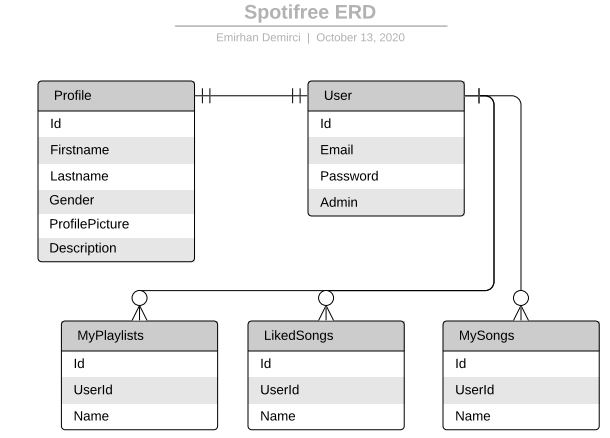 Spotifree ERD
Emirhan Demirci | October 13, 2020
Profile
Id
Firstname
Lastname
Gender
ProfilePicture
Description
User
Id
Email
Password
Admin
MyPlaylists
Id
UserId
Name
LikedSongs
Id
UserId
Name
MySongs
Id
UserId
Name